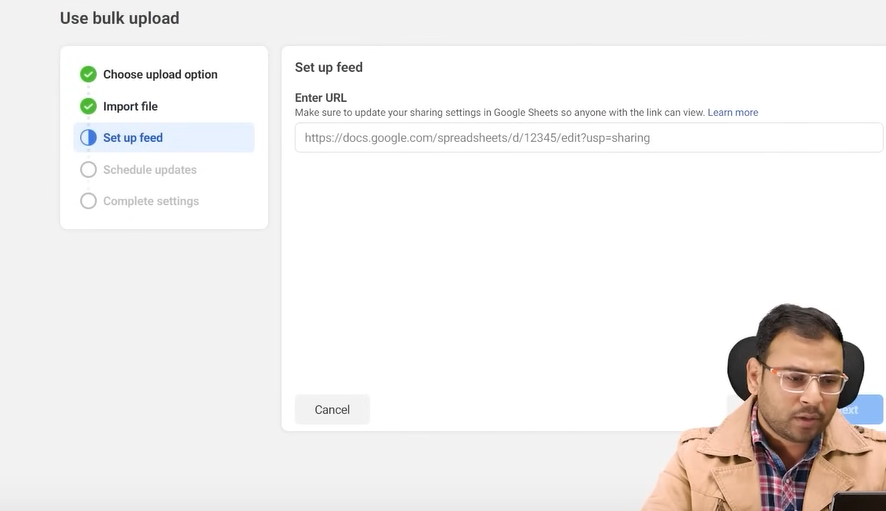 Use bulk upload
Choose upload option
Import file
Set up feed
Schedule updates
Complete settings
Set up feed
Enter URL
Make sure to update your sharing settings in Google Sheets so anyone with the link can view. Learn more
https://docs.google.com/spreadsheets/d/12345/edit?usp=sharing
Cancel